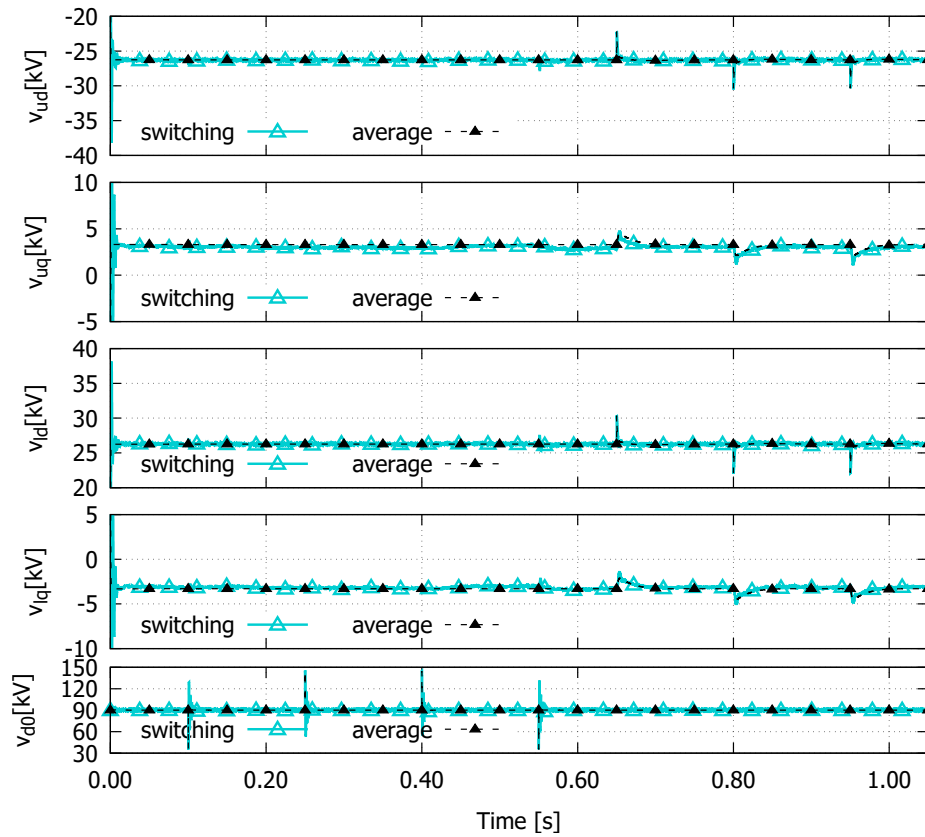 -20
-25
-30
-35
-40
v_ud[kV]
switching average
10
5
0
-5
v_uq[kV]
switching average
40
35
30
25
20
v_ld[kV]
switching average
5
0
-5
-10
v_lq[kV]
switching average
150
120
90
60
30
v_d0[kV]
switching average
0.00 0.20 0.40 0.60 0.80 1.00
Time [s]